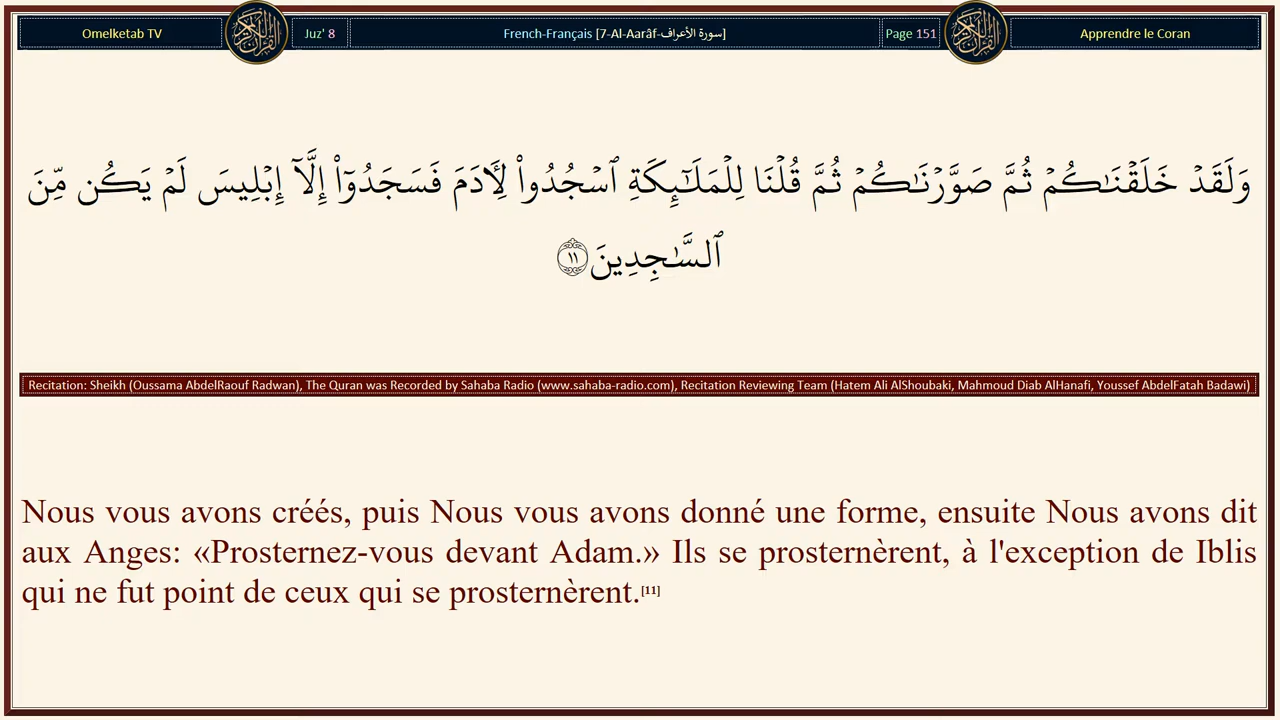 Omelketab TV
Juz' 8
French-Français [7-Al-Aarâf-سورة الأعراف]
Page 151
Apprendre le Coran
وَلَقَدْ خَلَقْنَٰكُمْ ثُمَّ صَوَّرْنَٰكُمْ ثُمَّ قُلْنَا لِلْمَلَٰٓئِكَةِ ٱسْجُدُوا۟ لِءَادَمَ فَسَجَدُوٓا۟ إِلَّآ إِبْلِيسَ لَمْ يَكُن مِّنَ
ٱلسَّٰجِدِينَ ١١
Recitation: Sheikh (Oussama AbdelRaouf Radwan), The Quran was Recorded by Sahaba Radio (www.sahaba-radio.com), Recitation Reviewing Team (Hatem Ali AlShoubaki, Mahmoud Diab AlHanafi, Youssef AbdelFatah Badawi)
Nous vous avons créés, puis Nous vous avons donné une forme, ensuite Nous avons dit
aux Anges: «Prosternez-vous devant Adam.» Ils se prosternèrent, à l'exception de Iblis
qui ne fut point de ceux qui se prosternèrent.[11]